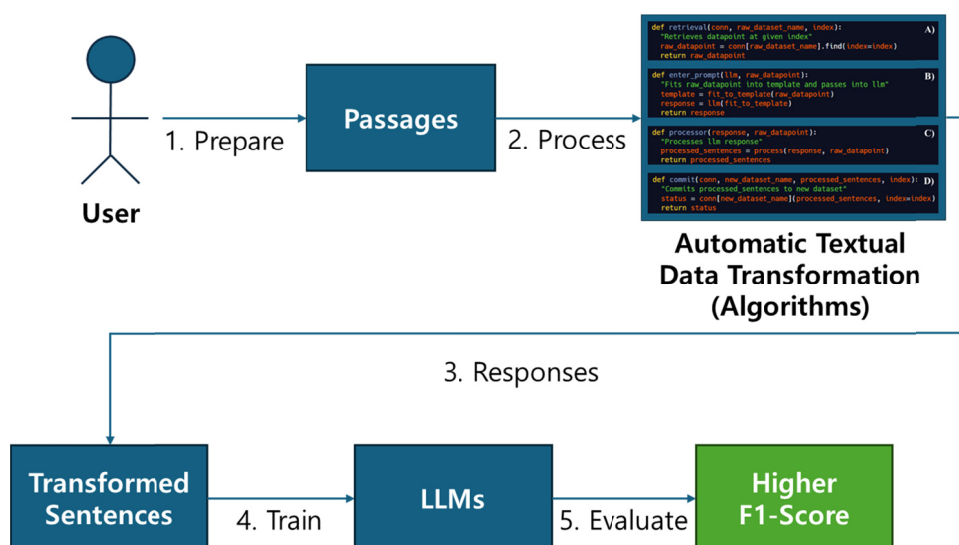 def retrieval(conn, raw_dataset_name, index):
A)
"Retrieves datapoint at given index"
raw_datapoint = conn[raw_dataset_name].find(index=index)
return raw_datapoint
def enter_prompt(llm, raw_datapoint):
B)
"Fits raw_datapoint into template and passes into llm"
template = fit_to_template(raw_datapoint)
response = llm(fit_to_template)
return response
def processor(response, raw_datapoint):
C)
"Processes llm response"
processed_sentences = process(response, raw_datapoint)
return processed_sentences
def commit(conn, new_dataset_name, processed_sentences, index):
D)
"Commits processed_sentences to new dataset"
status = conn[new_dataset_name](processed_sentences, index=index)
return status
User
1. Prepare
Passages
2. Process
Automatic Textual
Data Transformation
(Algorithms)
3. Responses
Transformed
Sentences
4. Train
LLMs
5. Evaluate
Higher
F1-Score